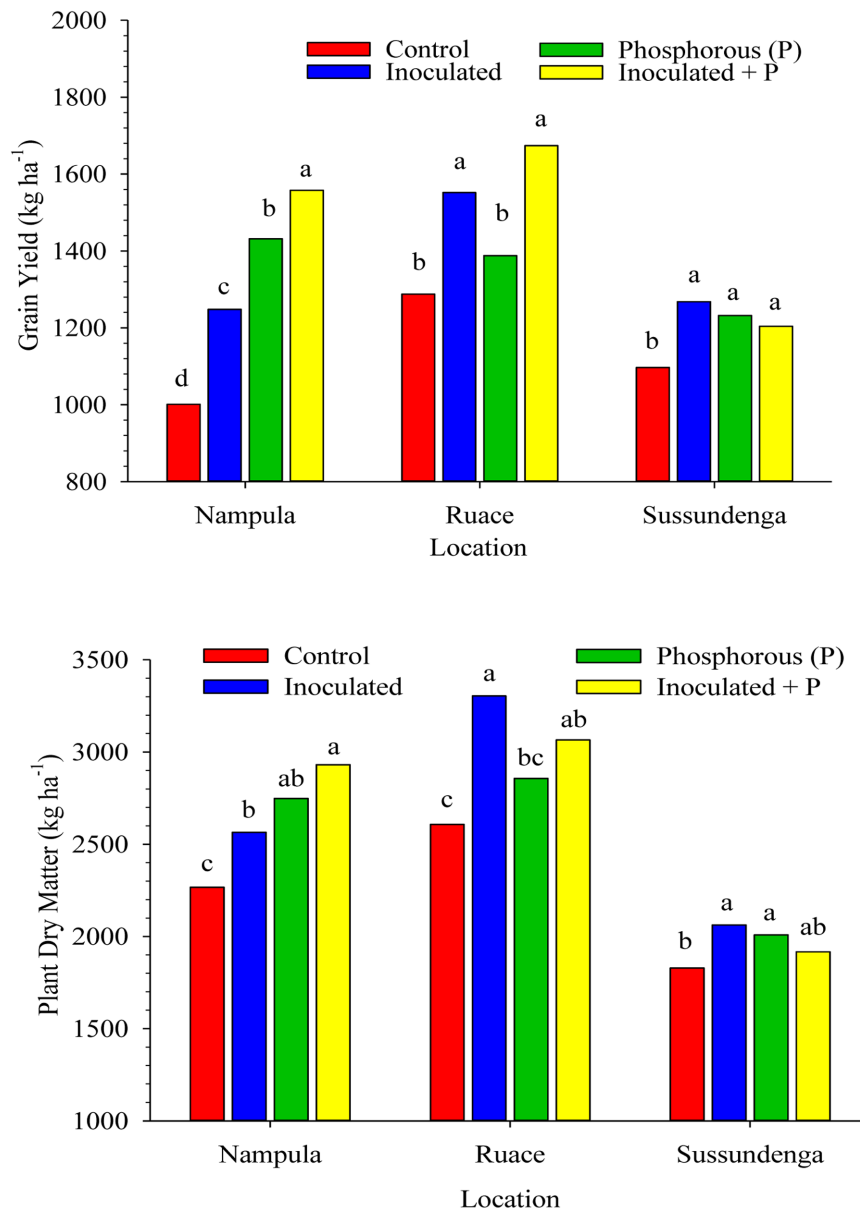 2000
Control
Phosphorous (P)
Inoculated
Inoculated + P
1800
1600
1400
1200
1000
800
Grain Yield (kg ha⁻¹)
d
c
b
a
b
a
b
a
b
a
a
a
Nampula
Ruace
Sussundenga
Location
3500
Control
Phosphorous (P)
Inoculated
Inoculated + P
3000
2500
2000
1500
1000
Plant Dry Matter (kg ha⁻¹)
c
b
ab
a
c
a
bc
ab
b
a
a
ab
Nampula
Ruace
Sussundenga
Location